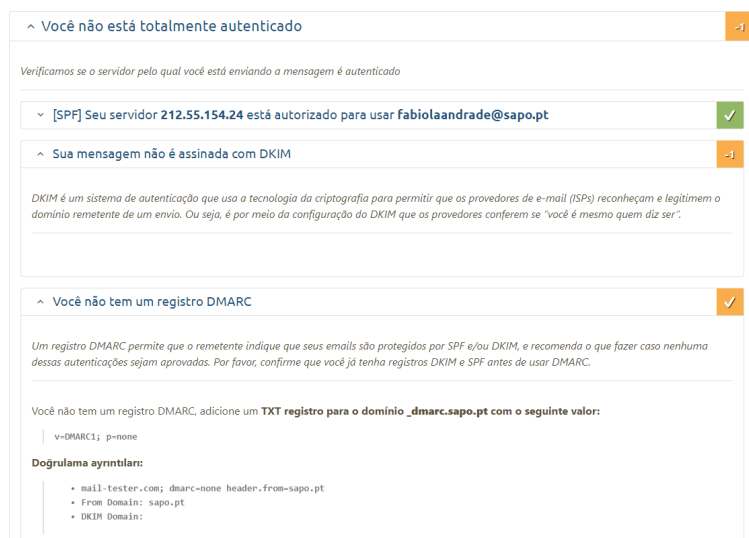 Você não está totalmente autenticado
-1
Verificamos se o servidor pelo qual você está enviando a mensagem é autenticado
[SPF] Seu servidor 212.55.154.24 está autorizado para usar fabiolaandrade@sapo.pt
Sua mensagem não é assinada com DKIM
-1
DKIM é um sistema de autenticação que usa a tecnologia da criptografia para permitir que os provedores de e-mail (ISPs) reconheçam e legitimem o
domínio remetente de um envio. Ou seja, é por meio da configuração do DKIM que os provedores conferem se "você é mesmo quem diz ser".
Você não tem um registro DMARC
Um registro DMARC permite que o remetente indique que seus emails são protegidos por SPF e/ou DKIM, e recomenda o que fazer caso nenhuma
dessas autenticações sejam aprovadas. Por favor, confirme que você já tenha registros DKIM e SPF antes de usar DMARC.
Você não tem um registro DMARC, adicione um TXT registro para o domínio _dmarc.sapo.pt com o seguinte valor:
v=DMARC1; p=none
Doğrulama ayrıntıları:
• mail-tester.com; dmarc=none header.from=sapo.pt
• From Domain: sapo.pt
• DKIM Domain: